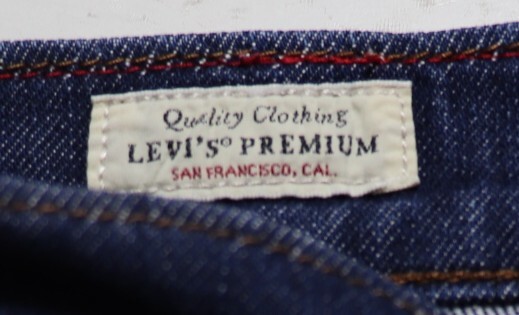 Quality Clothing
LEVI'S® PREMIUM
SAN FRANCISCO, CAL.